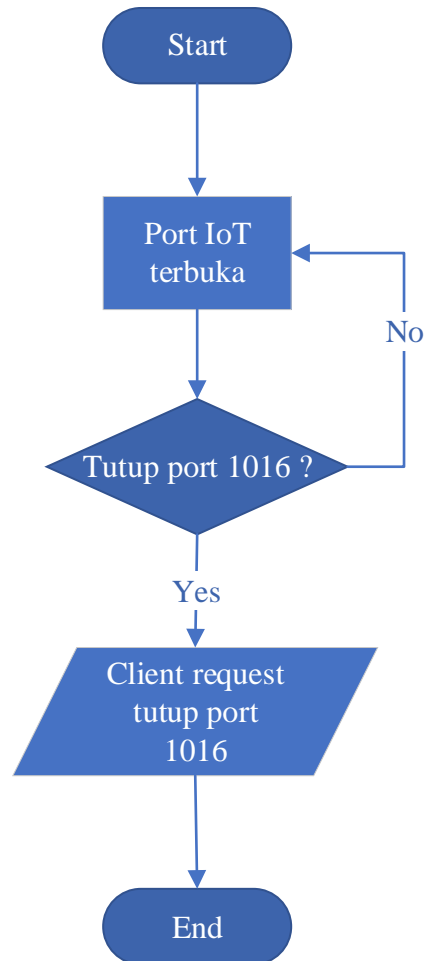 Start
Port IoT
terbuka
No
Tutup port 1016 ?
Yes
Client request
tutup port
1016
End